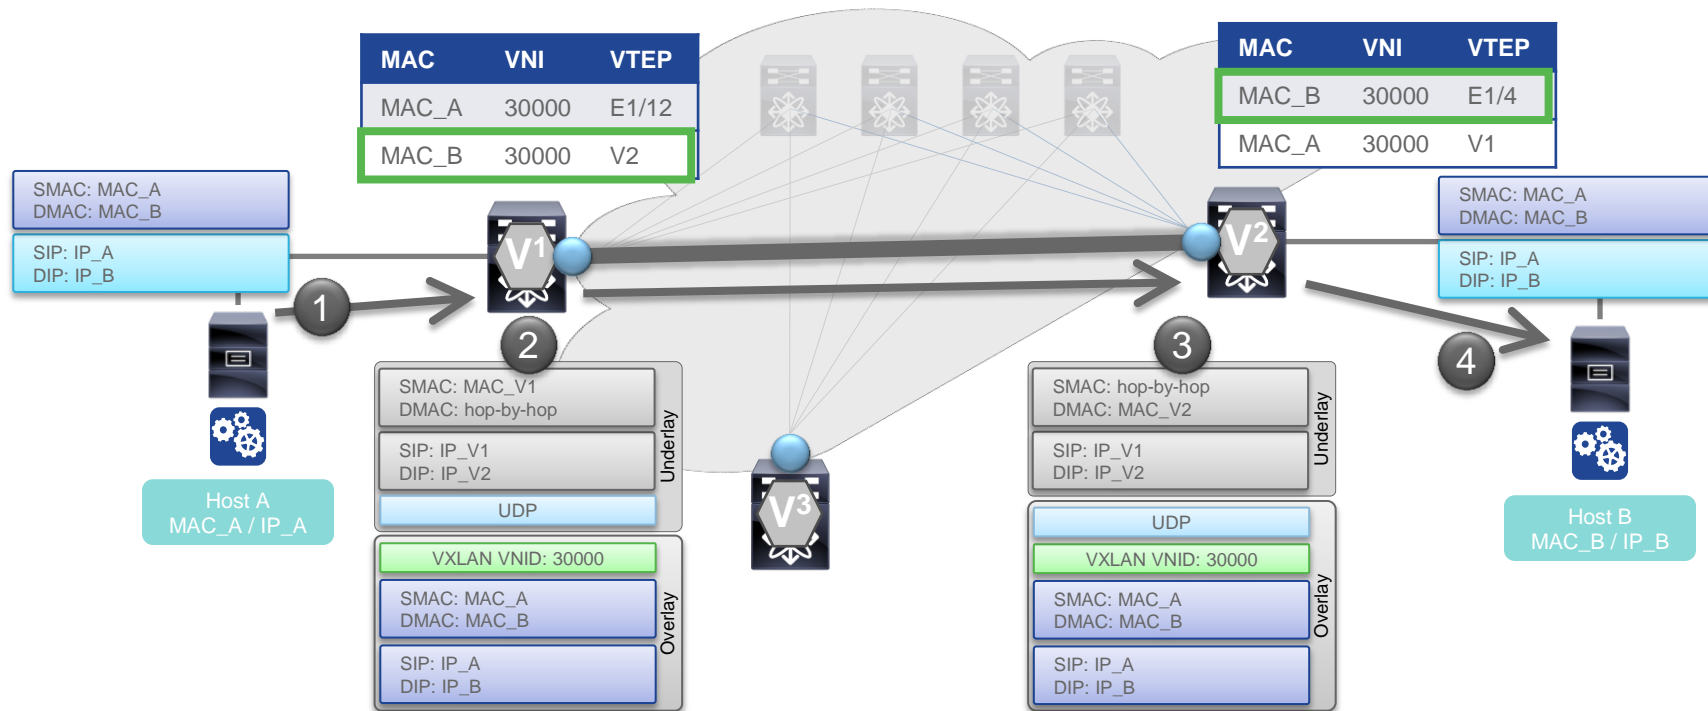 MAC VNI VTEP
MAC_A 30000 E1/12
MAC_B 30000 V2
MAC VNI VTEP
MAC_B 30000 E1/4
MAC_A 30000 V1
SMAC: MAC_A
DMAC: MAC_B
SIP: IP_A
DIP: IP_B
V1
V2
SMAC: MAC_A
DMAC: MAC_B
SIP: IP_A
DIP: IP_B
1
2
3
4
Host A
MAC_A / IP_A
SMAC: MAC_V1
DMAC: hop-by-hop
SIP: IP_V1
DIP: IP_V2
UDP
Underlay
VXLAN VNID: 30000
SMAC: MAC_A
DMAC: MAC_B
SIP: IP_A
DIP: IP_B
Overlay
V3
SMAC: hop-by-hop
DMAC: MAC_V2
SIP: IP_V1
DIP: IP_V2
Underlay
UDP
VXLAN VNID: 30000
SMAC: MAC_A
DMAC: MAC_B
SIP: IP_A
DIP: IP_B
Overlay
Host B
MAC_B / IP_B